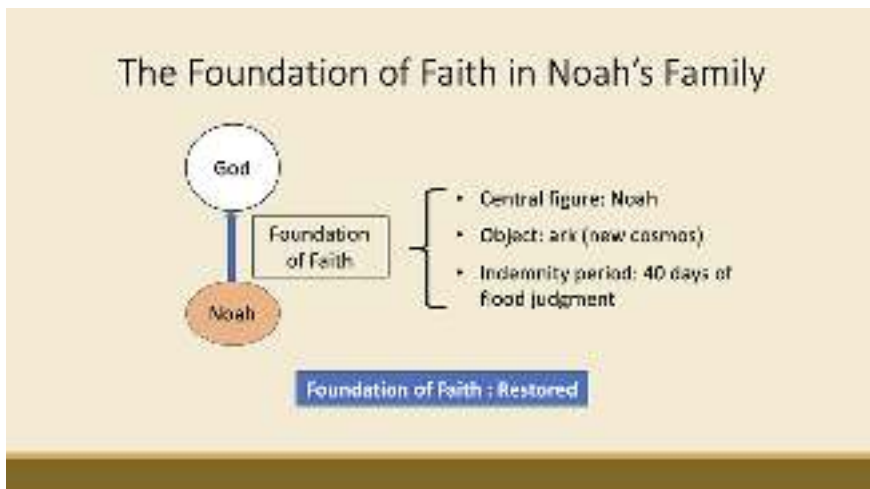 The Foundation of Faith in Noah's Family
God
Foundation
of Faith
Noah
• Central figure: Noah
• Object: ark (new cosmos)
• Indemnity period: 40 days of
flood judgment
Foundation of Faith : Restored